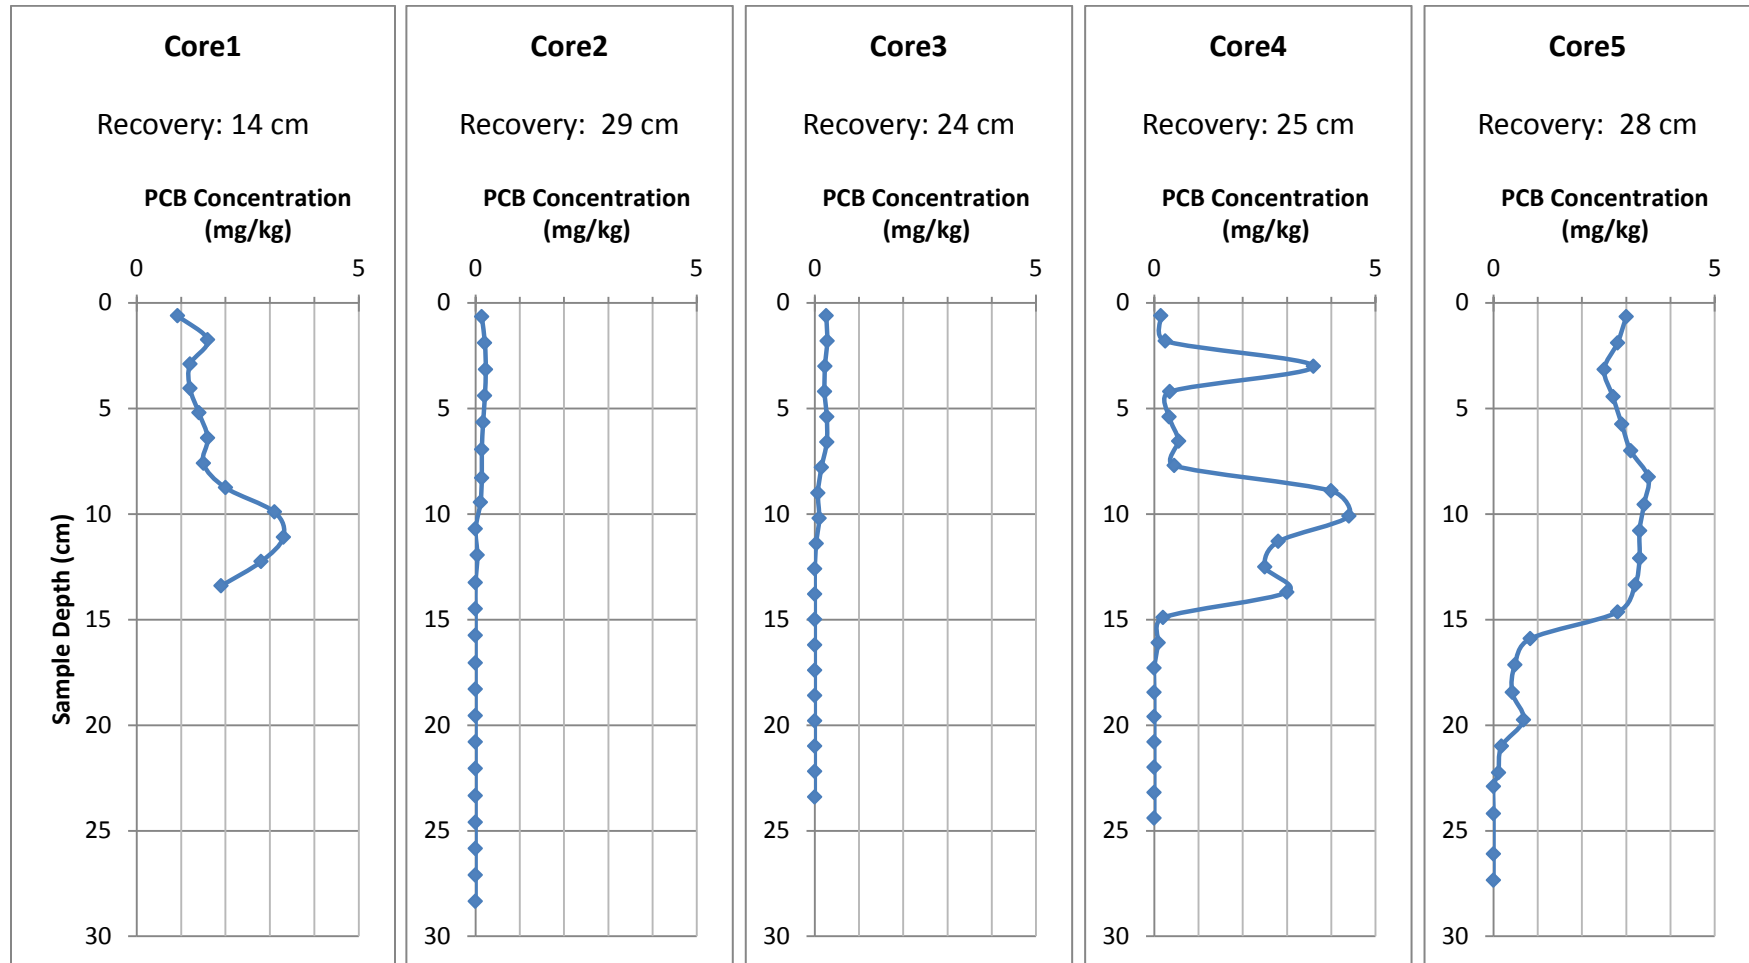 Core1
Recovery: 14 cm
PCB Concentration
(mg/kg)
0 5
0
5
10
15
20
25
30
Sample Depth (cm)
Core2
Recovery:  29 cm
PCB Concentration
(mg/kg)
0 5
0
5
10
15
20
25
30
Core3
Recovery: 24 cm
PCB Concentration
(mg/kg)
0 5
0
5
10
15
20
25
30
Core4
Recovery: 25 cm
PCB Concentration
(mg/kg)
0 5
0
5
10
15
20
25
30
Core5
Recovery:  28 cm
PCB Concentration
(mg/kg)
0 5
0
5
10
15
20
25
30